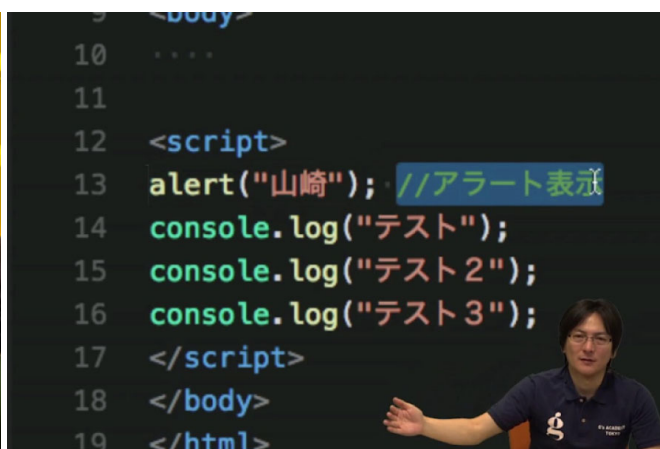 9 <body>
10 ····
11
12 <script>
13 alert("山崎"); //アラート表示
14 console.log("テスト");
15 console.log("テスト２");
16 console.log("テスト３");
17 </script>
18 </body>
19 </html>
g
G's ACADEMY
TOKYO